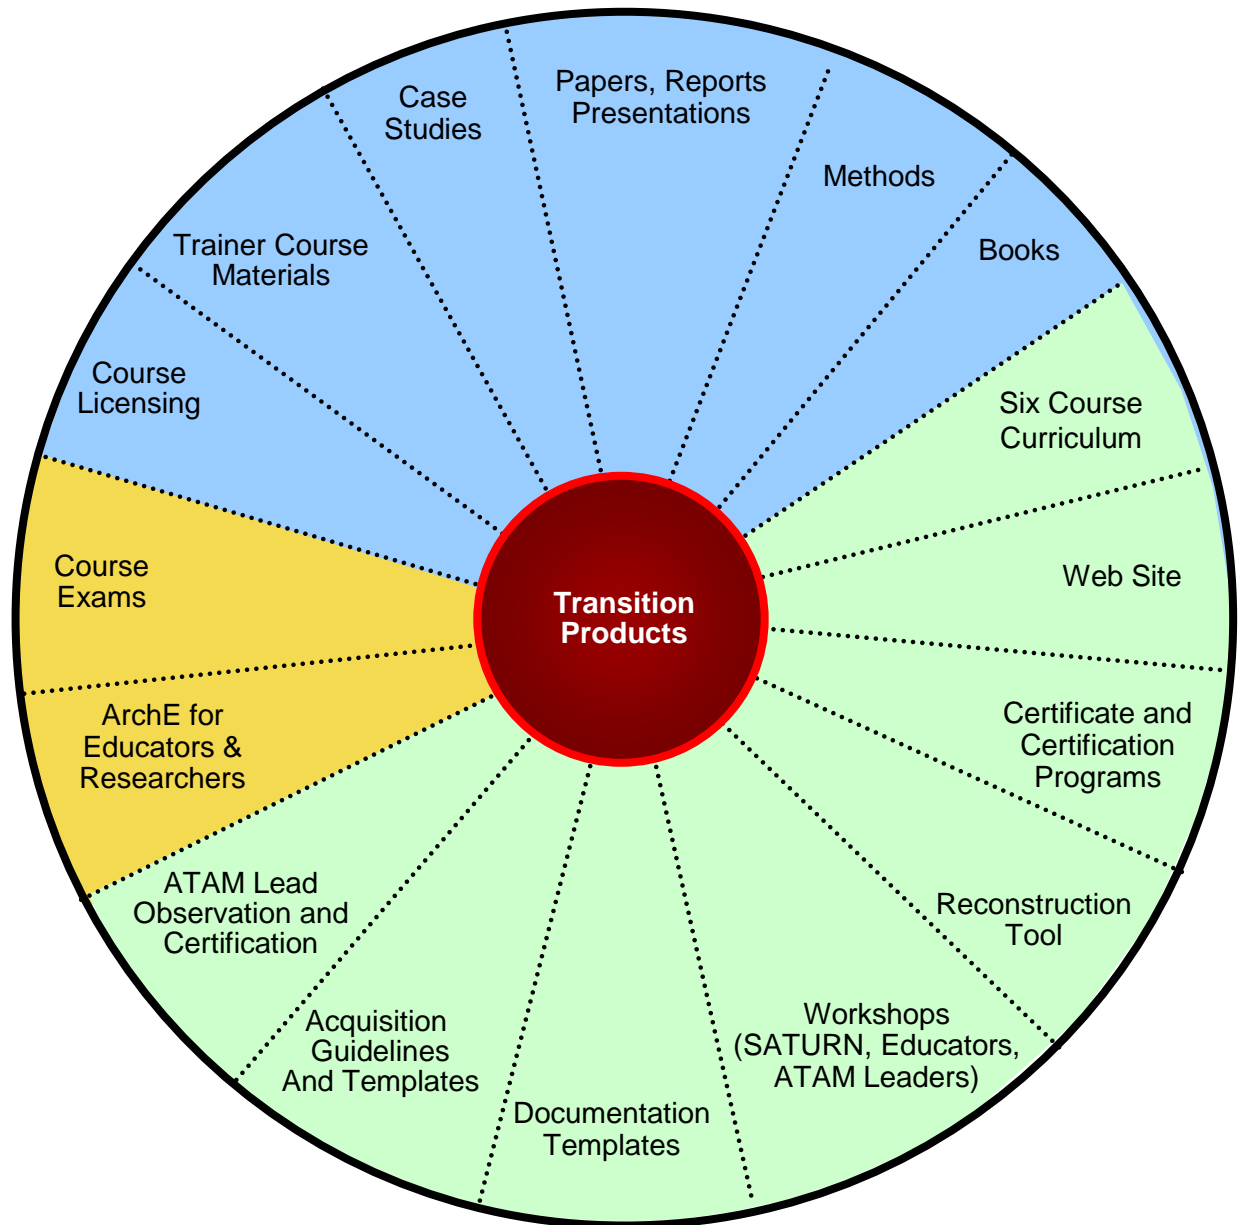 Papers, Reports
Presentations
Case
Studies
Methods
Books
Trainer Course
Materials
Course
Licensing
Six Course
Curriculum
Course
Exams
Web Site
Transition
Products
ArchE for
Educators &
Researchers
Certificate and
Certification
Programs
ATAM Lead
Observation and
Certification
Reconstruction
Tool
Acquisition
Guidelines
And Templates
Workshops
(SATURN, Educators,
ATAM Leaders)
Documentation
Templates